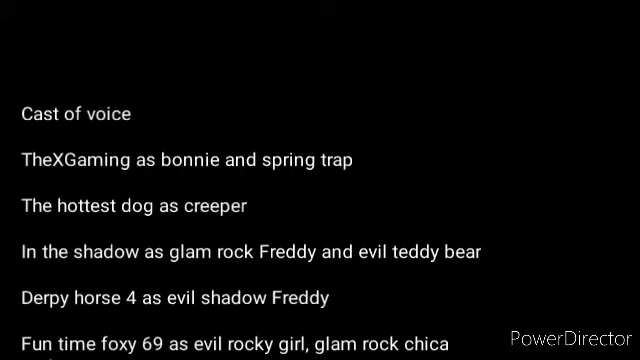 Cast of voice
TheXGaming as bonnie and spring trap
The hottest dog as creeper
In the shadow as glam rock Freddy and evil teddy bear
Derpy horse 4 as evil shadow Freddy
Fun time foxy 69 as evil rocky girl, glam rock chica
PowerDirector